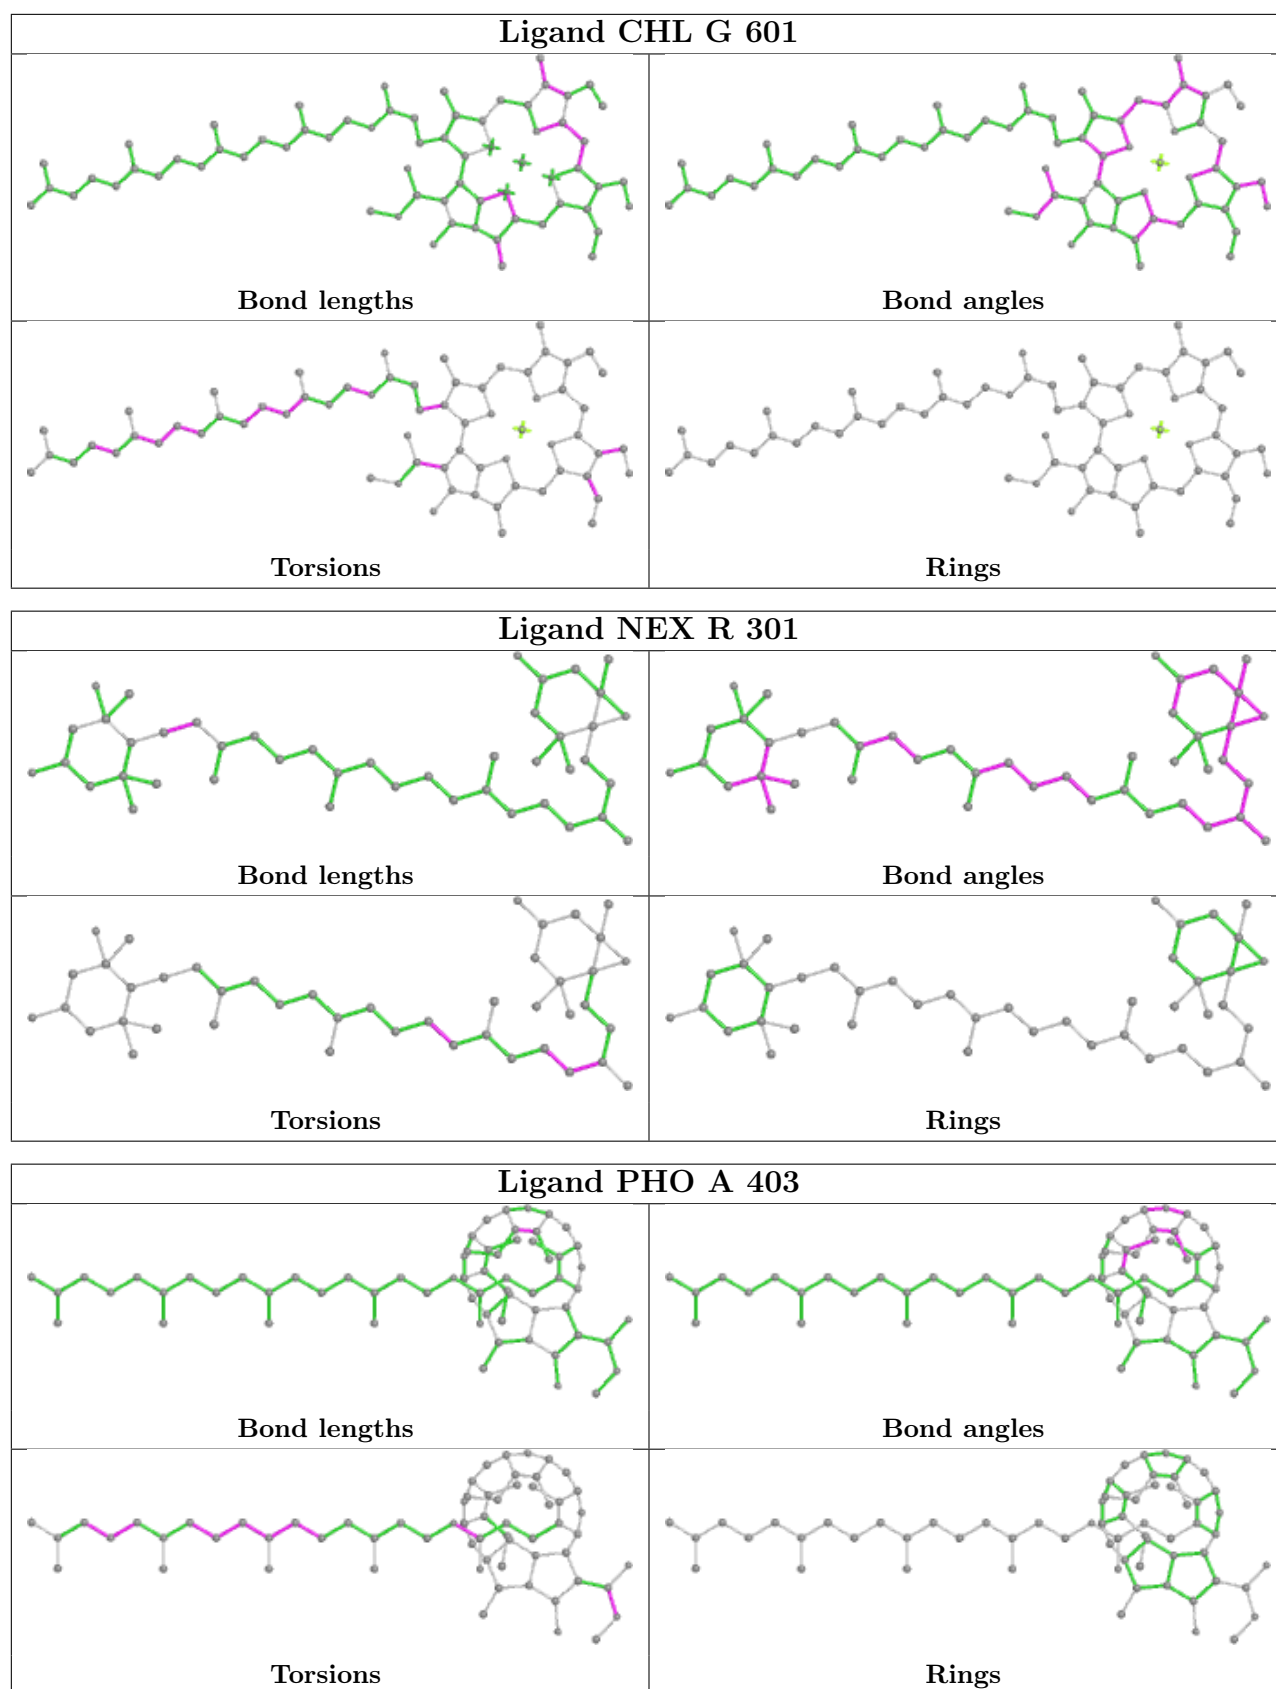 Ligand CHL G 601
Bond lengths
Bond angles
Torsions
Rings
Ligand NEX R 301
Bond lengths
Bond angles
Torsions
Rings
Ligand PHO A 403
Bond lengths
Bond angles
Torsions
Rings